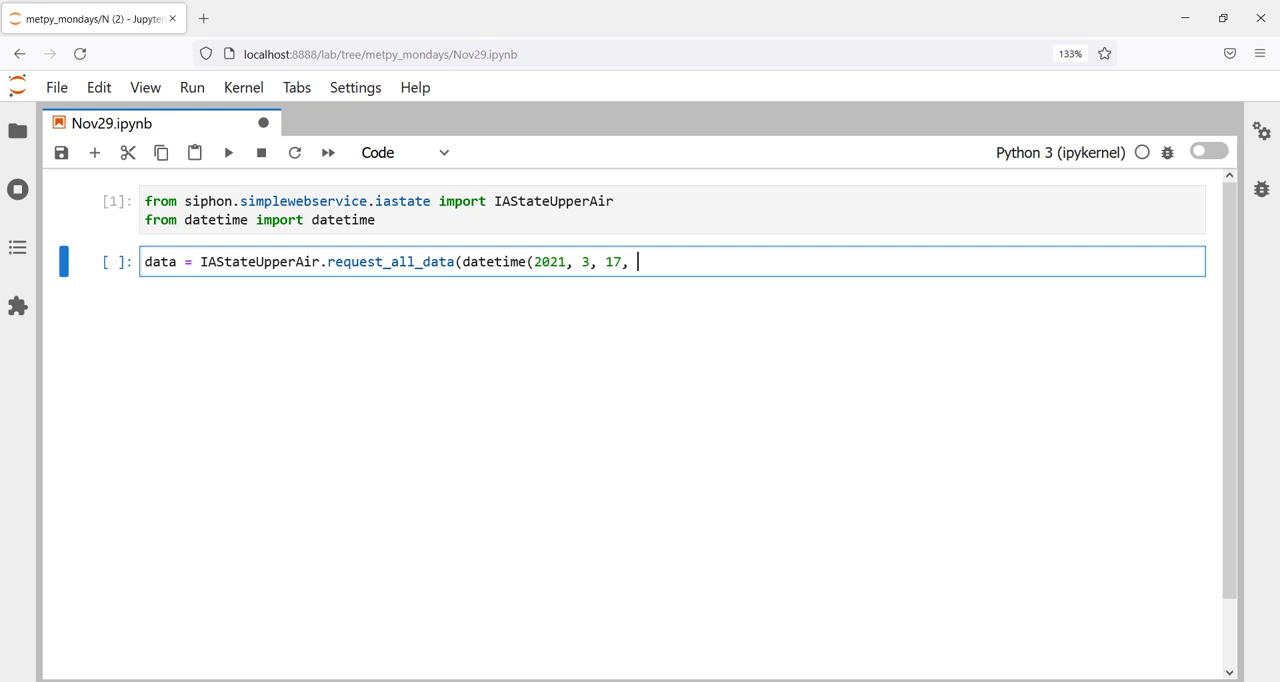 metpy_mondays/N (2) - Jupyter
localhost:8888/lab/tree/metpy_mondays/Nov29.ipynb
133%
File Edit View Run Kernel Tabs Settings Help
Nov29.ipynb
Code
Python 3 (ipykernel)
[1]: from siphon.simplewebservice.iastate import IAStateUpperAir
from datetime import datetime
[ ]: data = IAStateUpperAir.request_all_data(datetime(2021, 3, 17,